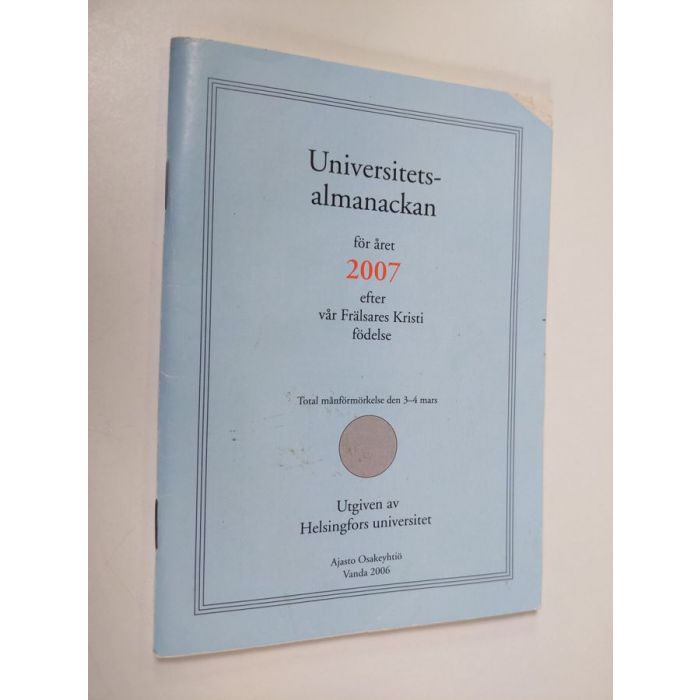 Universitets-
almanackan
för året
2007
efter
vår Frälsares Kristi
födelse
Total månförmörkelse den 3–4 mars
Utgiven av
Helsingfors universitet
Ajasto Osakeyhtiö
Vanda 2006